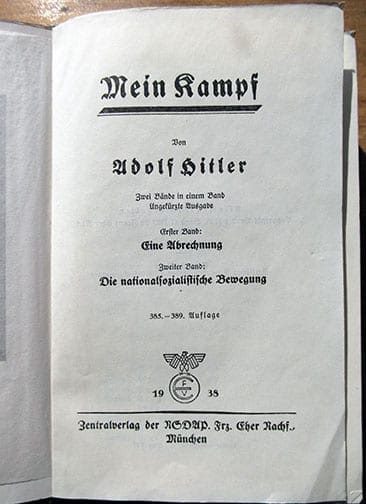 Mein Kampf
Von
Adolf Hitler
Zwei Bände in einem Band
Ungekürzte Ausgabe
Erster Band:
Eine Abrechnung
Zweiter Band:
Die nationalsozialistische Bewegung
385.–389. Auflage
19 38
Zentralverlag der NSDAP. Frz. Eher Nachf.
München